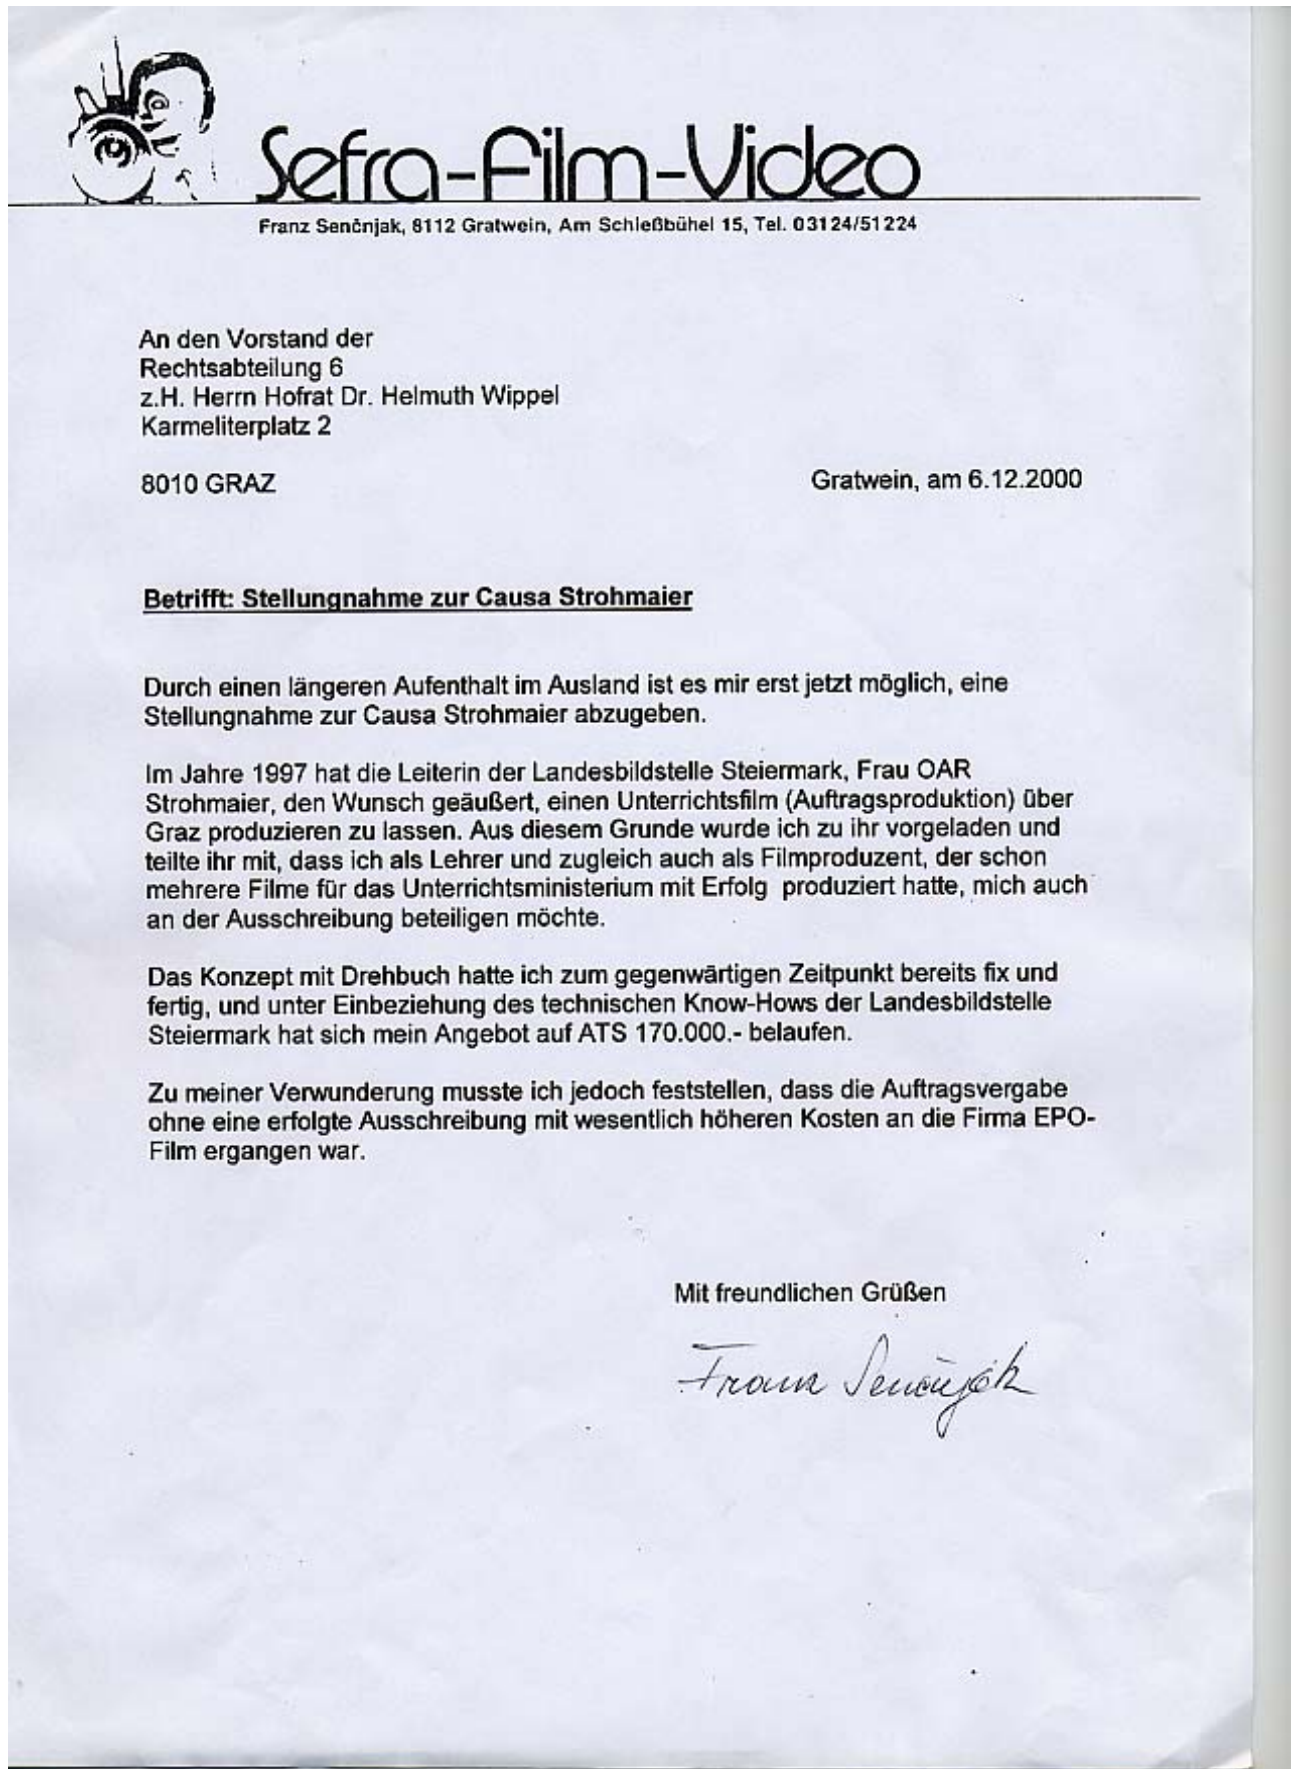 Sefra-Film-Video
Franz Senčnjak, 8112 Gratwein, Am Schießbühel 15, Tel. 03124/51224
An den Vorstand der
Rechtsabteilung 6
z.H. Herrn Hofrat Dr. Helmuth Wippel
Karmeliterplatz 2
8010 GRAZ
Gratwein, am 6.12.2000
Betrifft: Stellungnahme zur Causa Strohmaier
Durch einen längeren Aufenthalt im Ausland ist es mir erst jetzt möglich, eine
Stellungnahme zur Causa Strohmaier abzugeben.
Im Jahre 1997 hat die Leiterin der Landesbildstelle Steiermark, Frau OAR
Strohmaier, den Wunsch geäußert, einen Unterrichtsfilm (Auftragsproduktion) über
Graz produzieren zu lassen. Aus diesem Grunde wurde ich zu ihr vorgeladen und
teilte ihr mit, dass ich als Lehrer und zugleich auch als Filmproduzent, der schon
mehrere Filme für das Unterrichtsministerium mit Erfolg produziert hatte, mich auch
an der Ausschreibung beteiligen möchte.
Das Konzept mit Drehbuch hatte ich zum gegenwärtigen Zeitpunkt bereits fix und
fertig, und unter Einbeziehung des technischen Know-Hows der Landesbildstelle
Steiermark hat sich mein Angebot auf ATS 170.000.- belaufen.
Zu meiner Verwunderung musste ich jedoch feststellen, dass die Auftragsvergabe
ohne eine erfolgte Ausschreibung mit wesentlich höheren Kosten an die Firma EPO-
Film ergangen war.
Mit freundlichen Grüßen
Franz Senčnjak